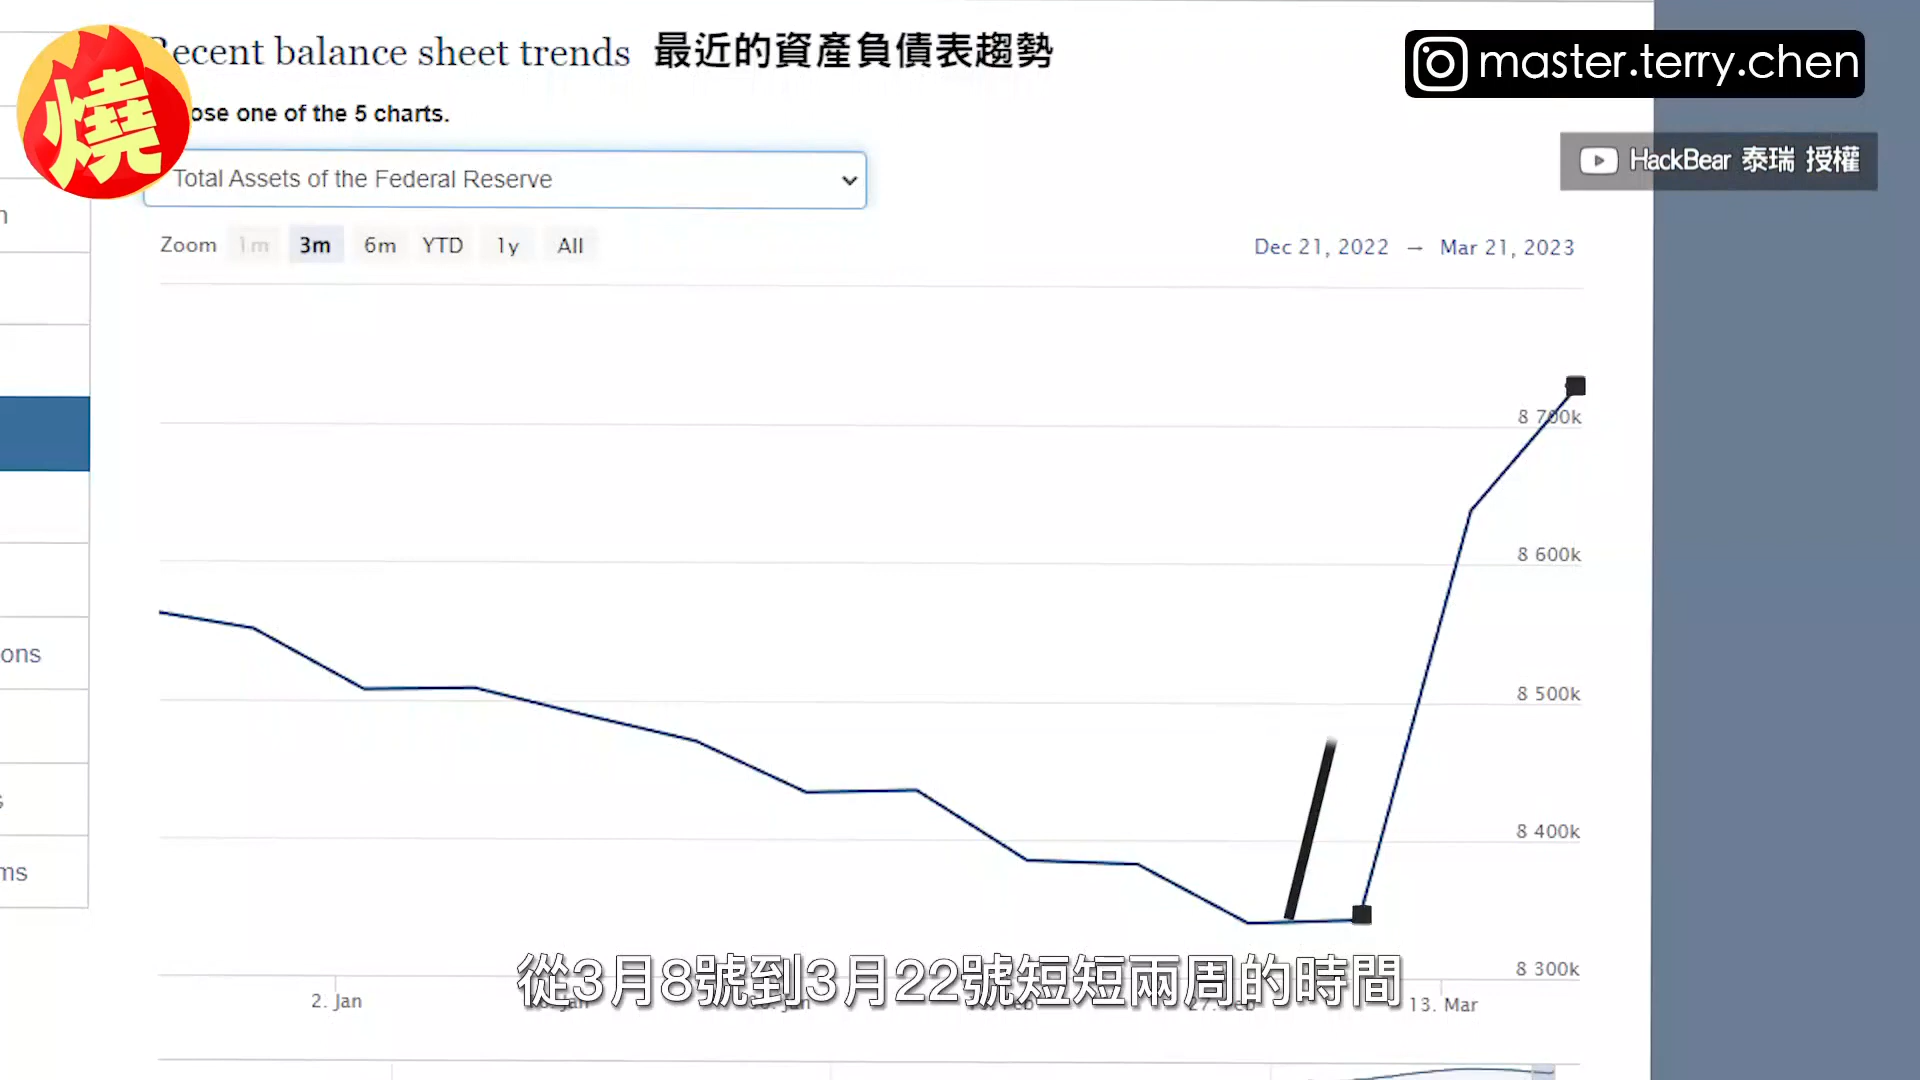 Recent balance sheet trends 最近的資產負債表趨勢
master.terry.chen
燒
ose one of the 5 charts.
HackBear 泰瑞 授權
Total Assets of the Federal Reserve
Zoom 1m 3m 6m YTD 1y All
Dec 21, 2022 → Mar 21, 2023
8 700k
8 600k
ons
8 500k
8 400k
ms
8 300k
從3月8號到3月22號短短兩周的時間
2. Jan
27. Feb
13. Mar